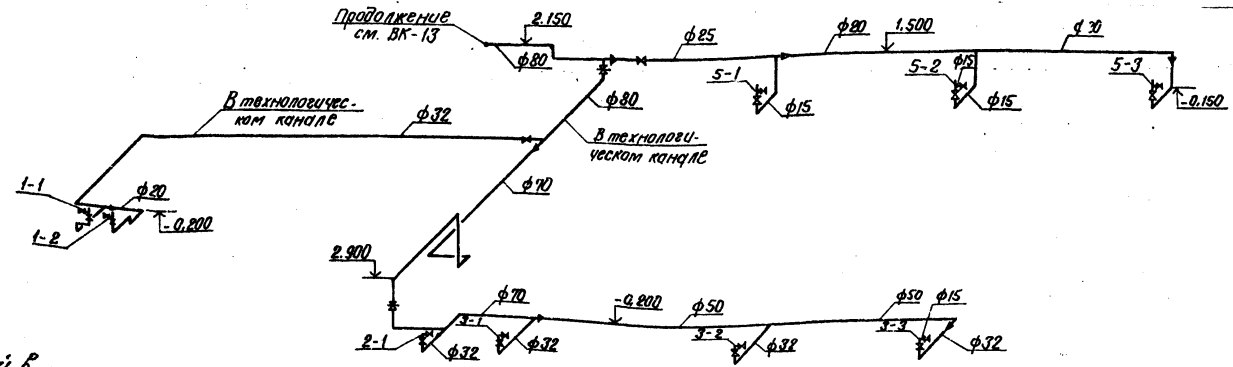 Продолжение
см. ВК-13
2.150
ф80
ф25
ф20
1.500
5-1
5-2
ф15
5-3
ф15
ф15
-0.150
ф80
В технологичес-
ком канале
ф32
В технологи-
ческом канале
ф70
1-1
ф20
1-2
-0.200
2.900
ф70
-0.200
ф50
ф50
ф15
3-1
2-1
3-2
3-3
ф32
ф32
ф32
ф32